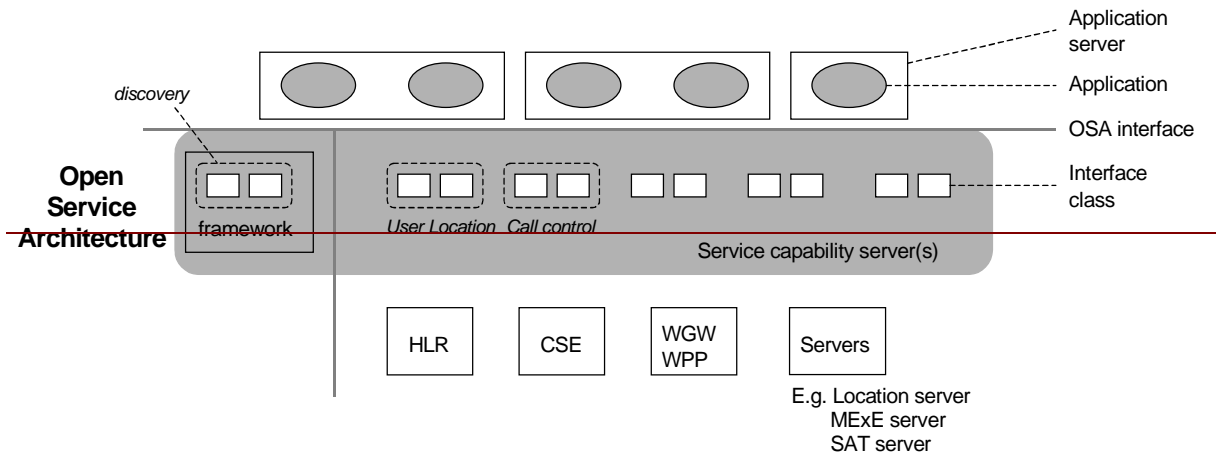 Application
server
discovery
Application
OSA interface
Open
Service
Architecture
Interface
class
framework
User Location
Call control
Service capability server(s)
HLR
CSE
WGW
WPP
Servers
E.g. Location server
MExE server
SAT server